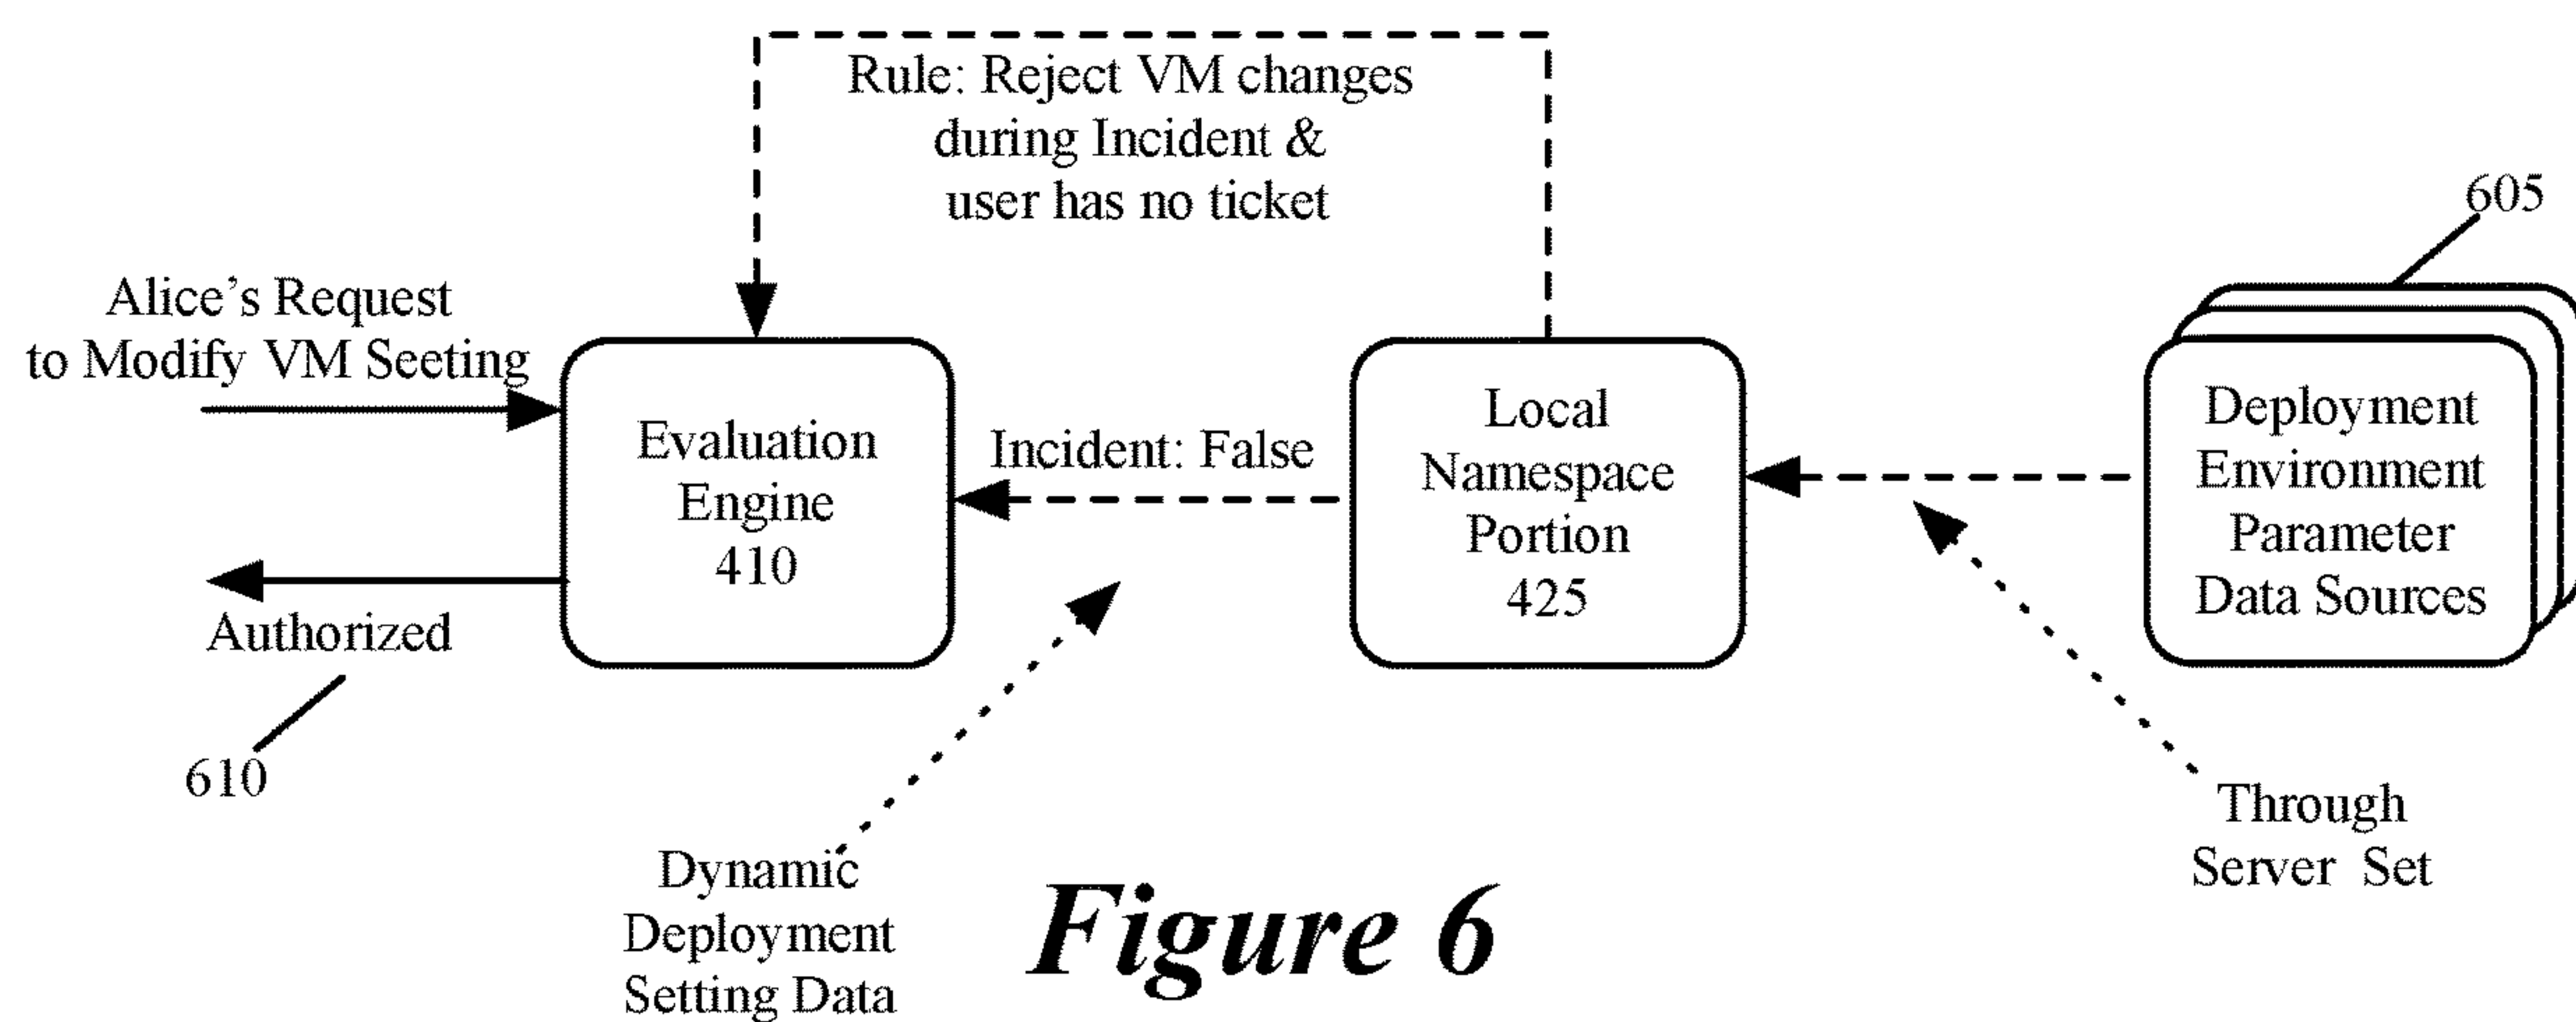 Rule: Reject VM changes
during Incident &
user has no ticket
605
Alice's Request
to Modify VM Seeting
Evaluation
Engine
410
Incident: False
Local
Namespace
Portion
425
Deployment
Environment
Parameter
Data Sources
Authorized
610
Dynamic
Deployment
Setting Data
Through
Server Set
Figure 6